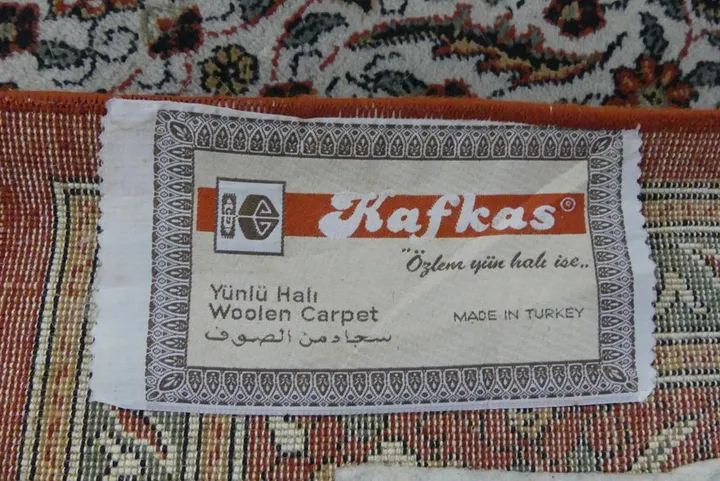 Kafkas®
"Özlem yün halı ise..
Yünlü Halı
Woolen Carpet
MADE IN TURKEY
سجاد من الصوف